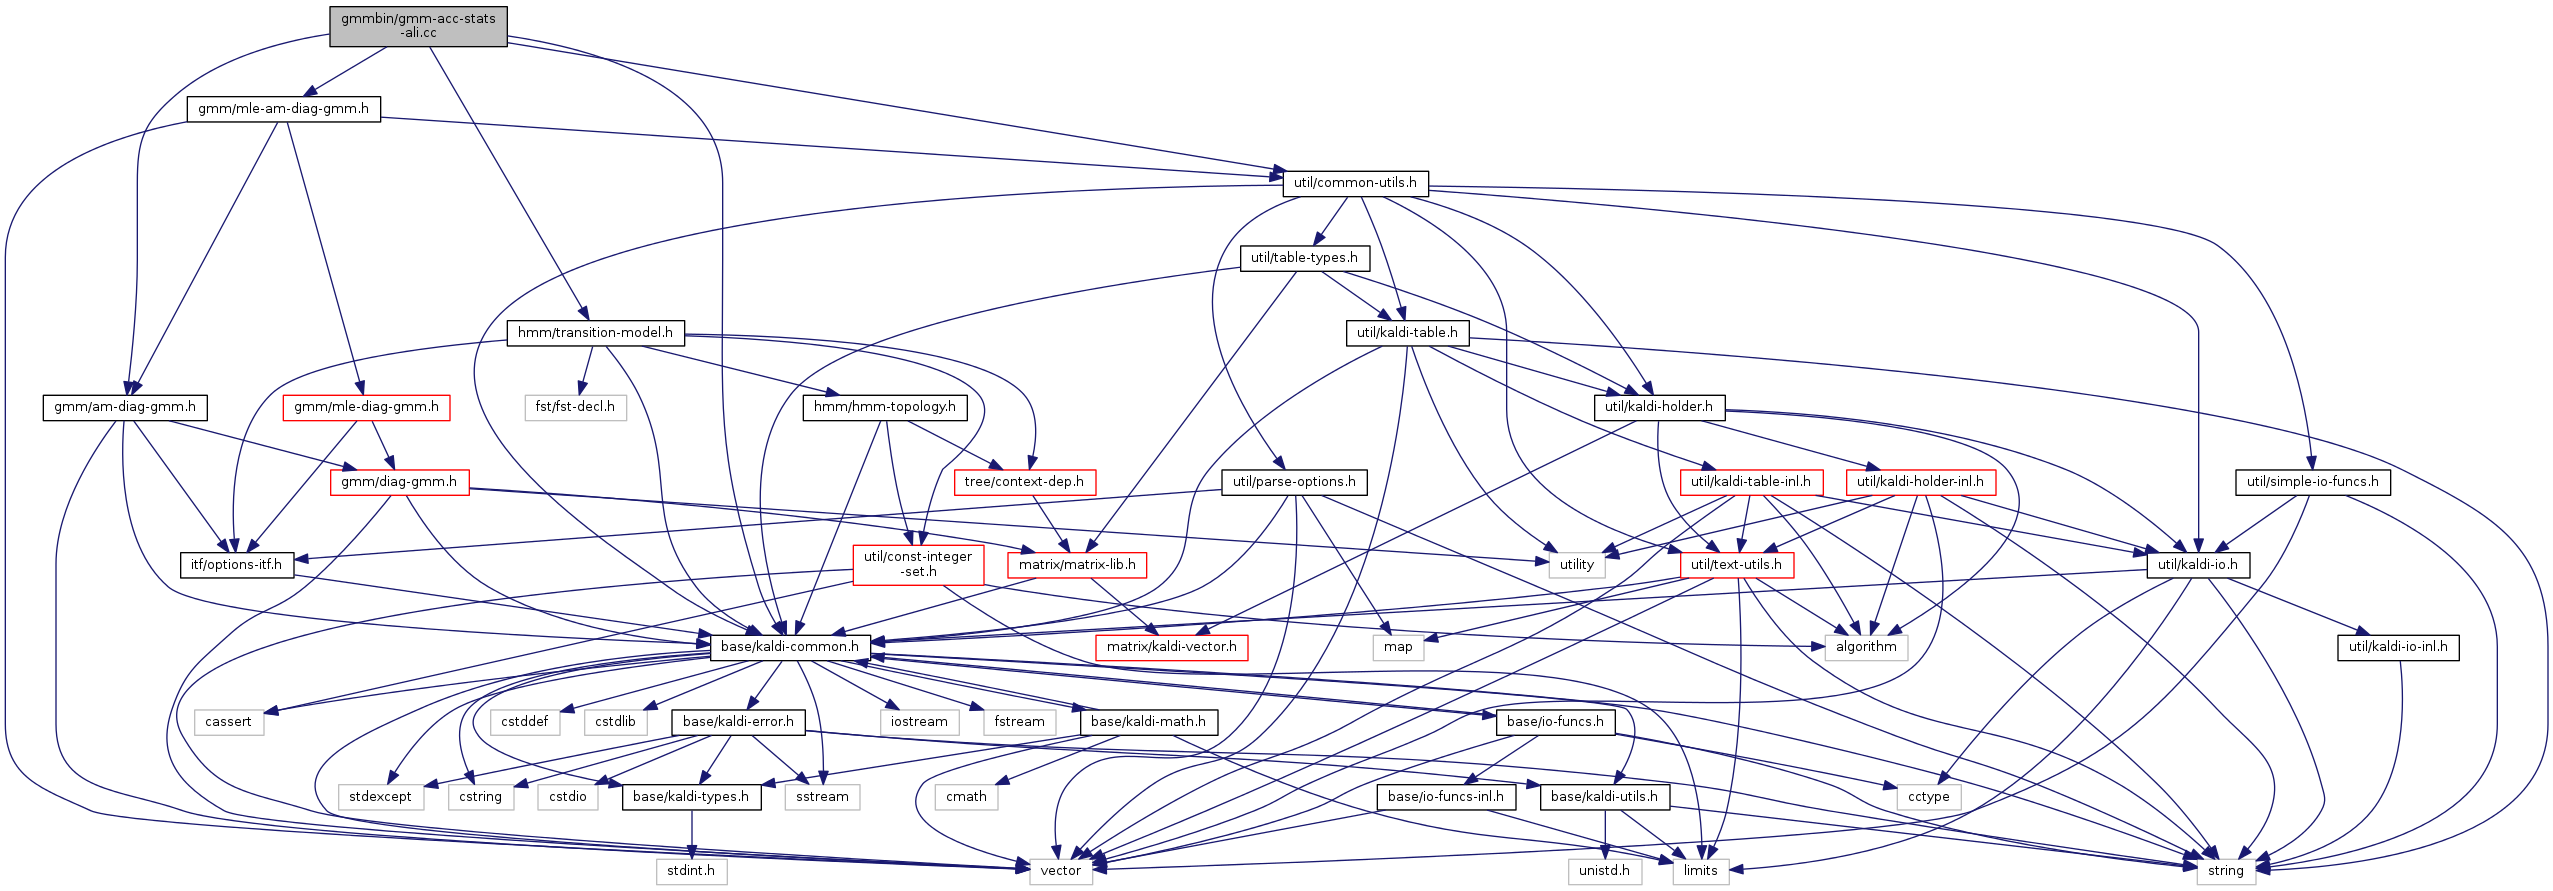 gmmbin/gmm-acc-stats
-ali.cc
gmm/mle-am-diag-gmm.h
util/common-utils.h
util/table-types.h
hmm/transition-model.h
util/kaldi-table.h
gmm/am-diag-gmm.h
gmm/mle-diag-gmm.h
fst/fst-decl.h
hmm/hmm-topology.h
util/kaldi-holder.h
gmm/diag-gmm.h
tree/context-dep.h
util/parse-options.h
util/kaldi-table-inl.h
util/kaldi-holder-inl.h
util/simple-io-funcs.h
itf/options-itf.h
util/const-integer
-set.h
matrix/matrix-lib.h
utility
util/text-utils.h
util/kaldi-io.h
base/kaldi-common.h
matrix/kaldi-vector.h
map
algorithm
util/kaldi-io-inl.h
cassert
cstddef
cstdlib
base/kaldi-error.h
iostream
fstream
base/kaldi-math.h
base/io-funcs.h
stdexcept
cstring
cstdio
base/kaldi-types.h
sstream
cmath
base/io-funcs-inl.h
base/kaldi-utils.h
cctype
stdint.h
vector
unistd.h
limits
string